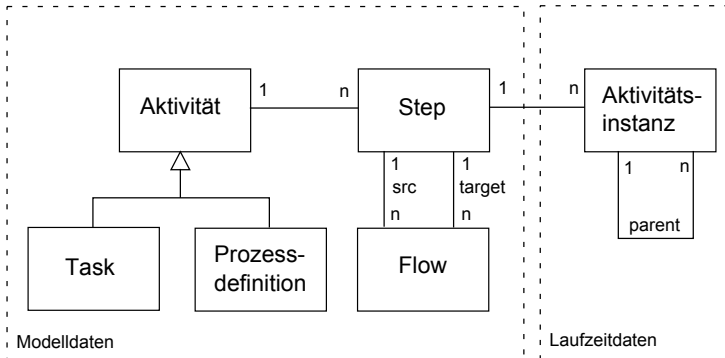 Aktivität
1
n
Step
1
n
Aktivitäts-
instanz
1
src
n
1
target
n
1
n
parent
Task
Prozess-
definition
Flow
Modelldaten
Laufzeitdaten